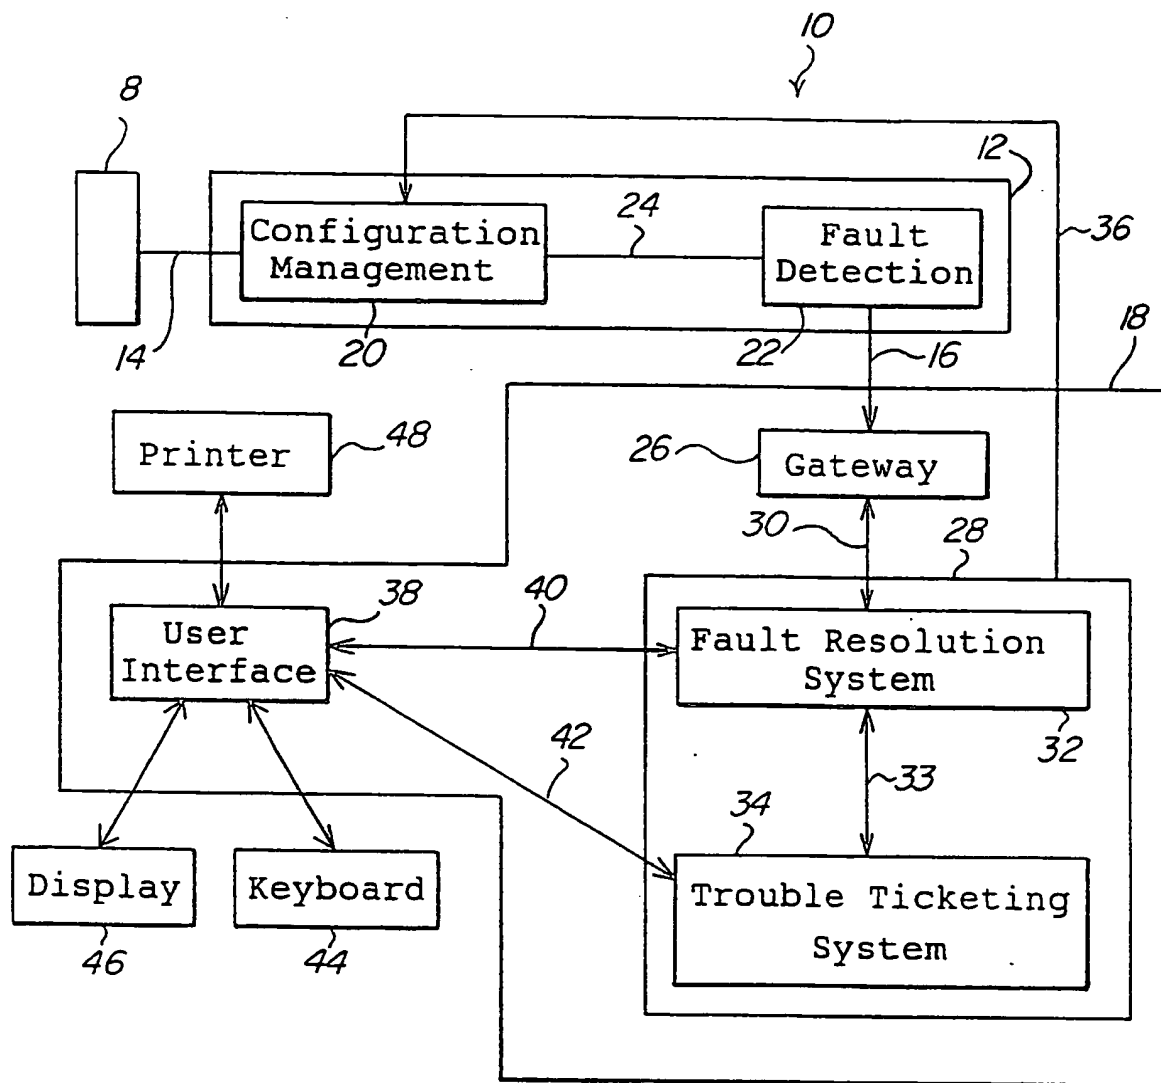 10
8
12
Configuration
Management
24
Fault
Detection
36
14
20
22
16
18
Printer
48
26
Gateway
30
28
38
40
User
Interface
Fault Resolution
System
32
42
33
34
Display
Keyboard
Trouble Ticketing
System
46
44